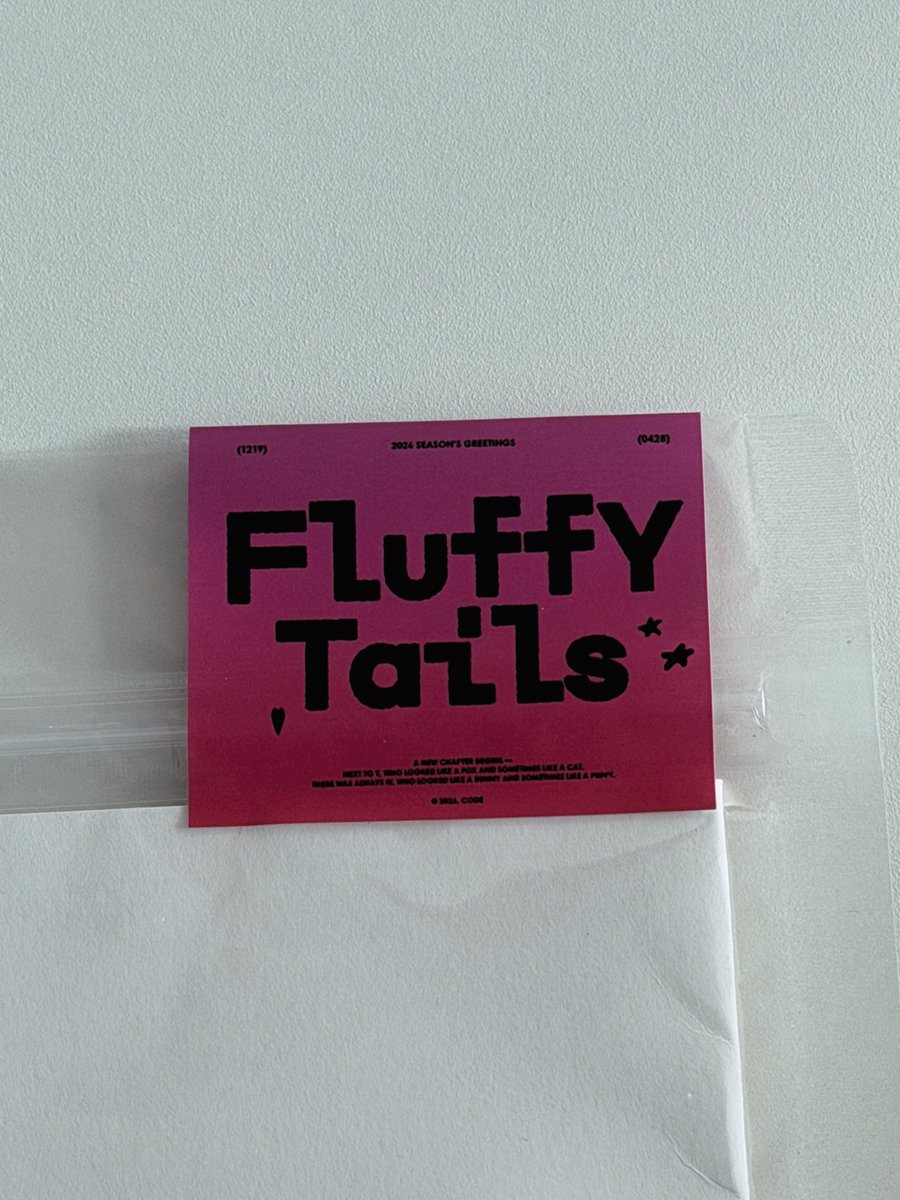 (1219) 2026 SEASON'S GREETINGS (0428)
Fluffy
Tails
A NEW CHAPTER BEGINS —
NEXT TO Y, WHO LOOKED LIKE A FOX AND SOMETIMES LIKE A CAT.
THERE WAS ALWAYS W, WHO LOOKED LIKE A BUNNY AND SOMETIMES LIKE A PUPPY.
© 2026, CODE